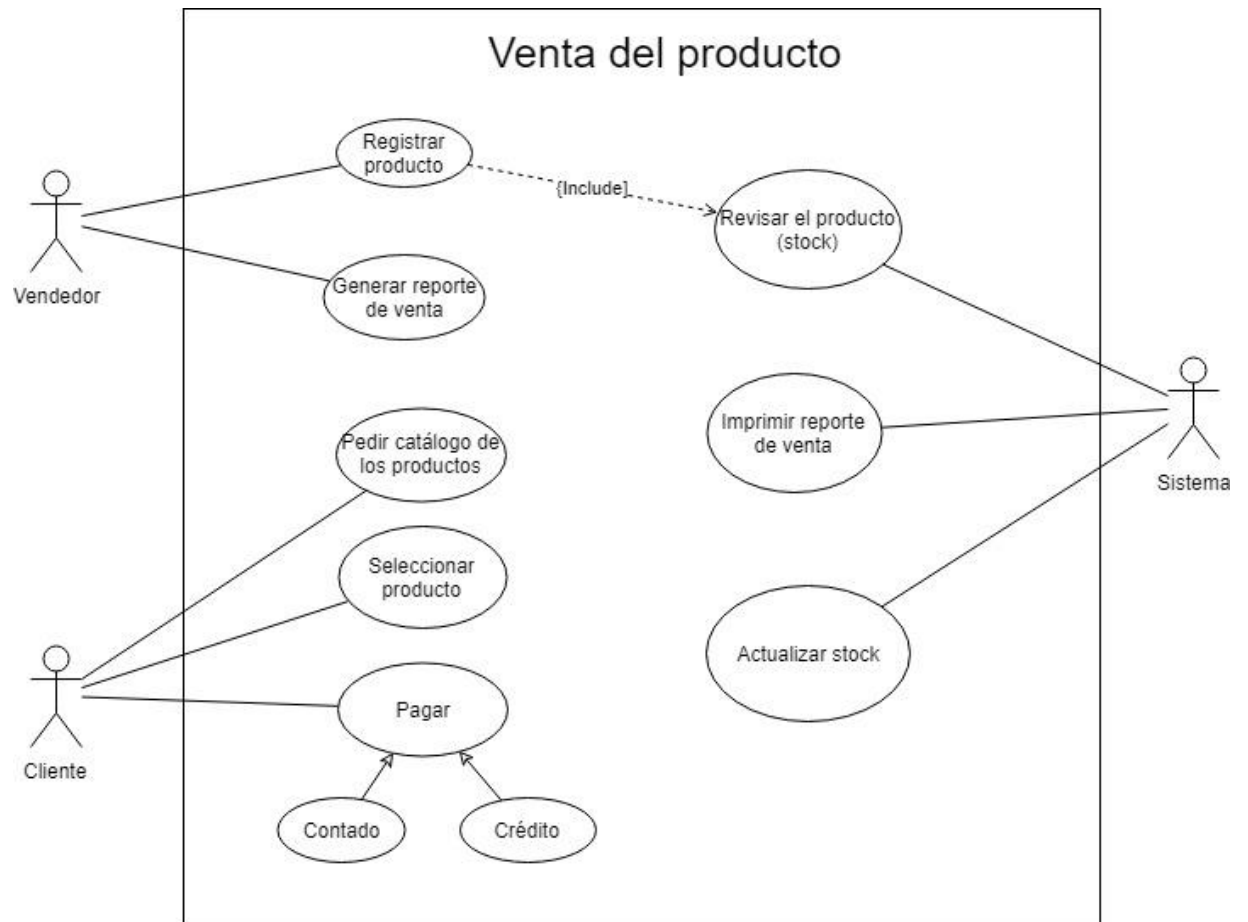 Venta del producto
Registrar
producto
{Include]
Revisar el producto
(stock)
Vendedor
Generar reporte
de venta
Imprimir reporte
de venta
Sistema
Pedir catálogo de
los productos
Seleccionar
producto
Actualizar stock
Cliente
Pagar
Contado
Crédito